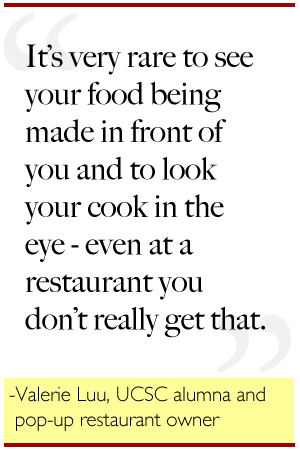 It's very rare to see
your food being
made in front of
you and to look
your cook in the
eye - even at a
restaurant you
don't really get that.
-Valerie Luu, UCSC alumna and
pop-up restaurant owner